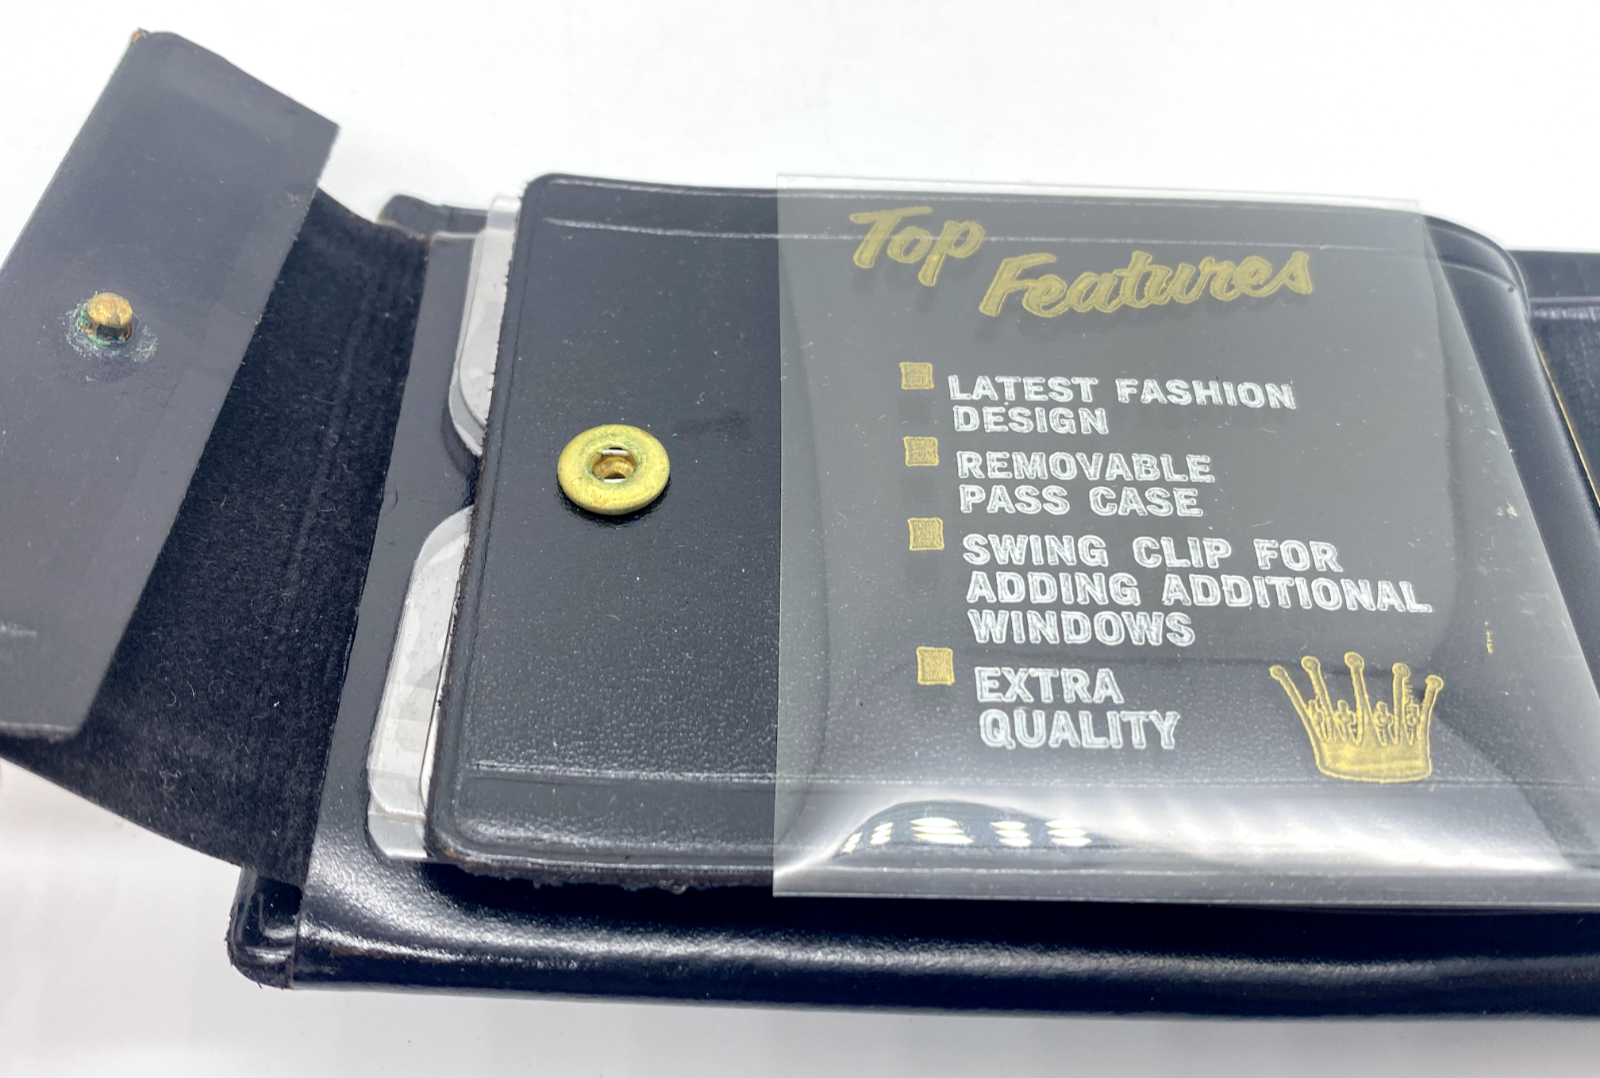 Top
Features
LATEST FASHION
DESIGN
REMOVABLE
PASS CASE
SWING CLIP FOR
ADDING ADDITIONAL
WINDOWS
EXTRA
QUALITY